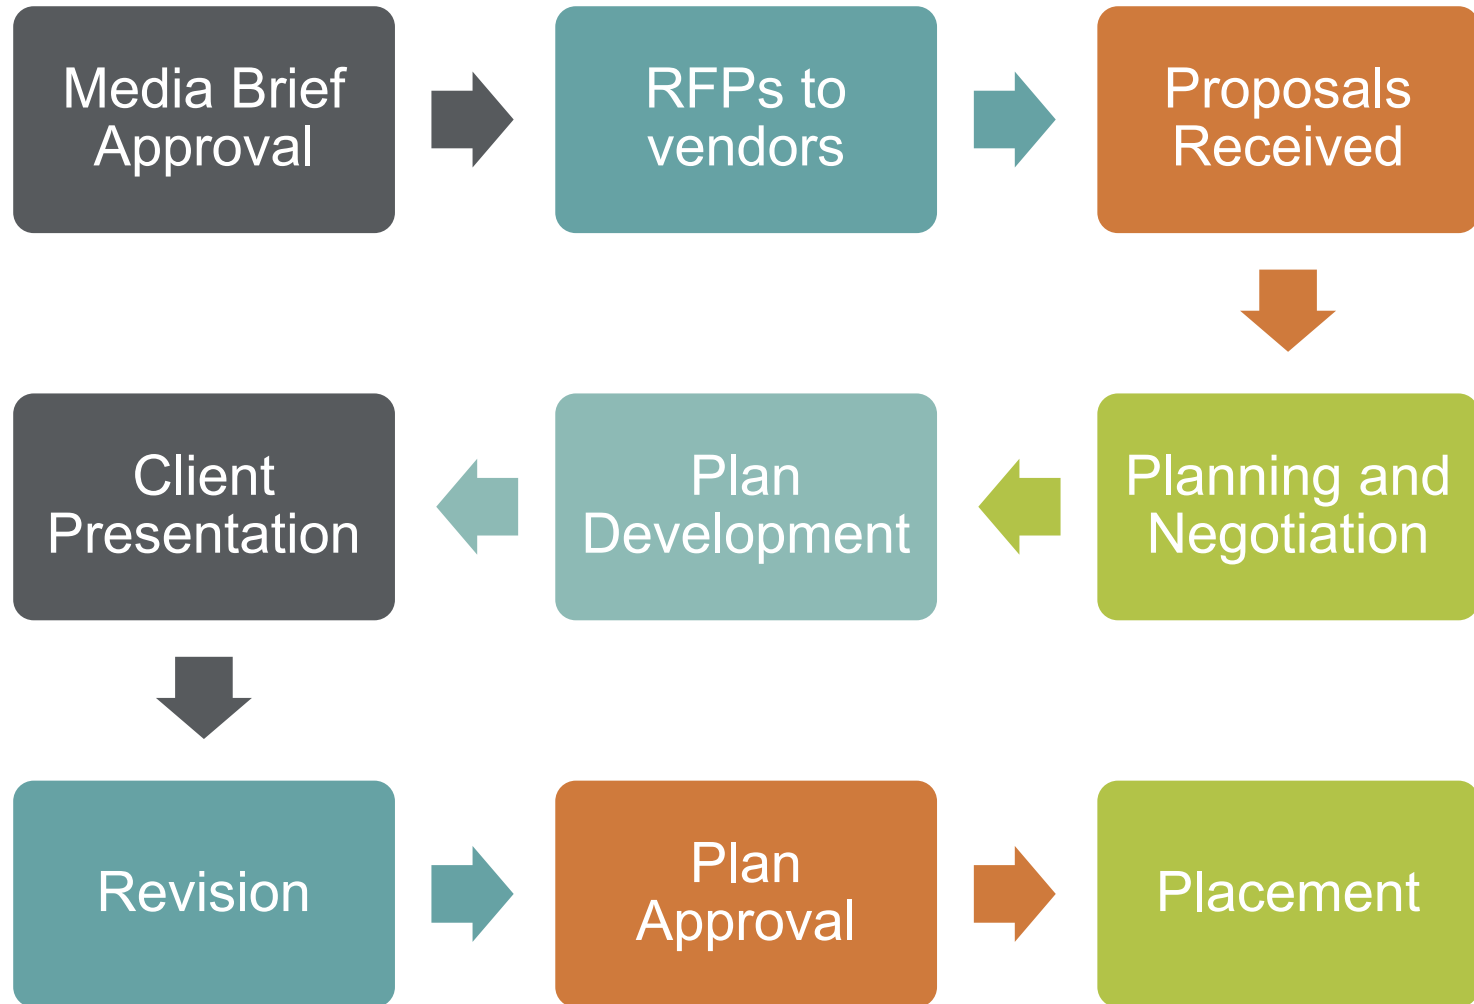 Media Brief
Approval
RFPs to
vendors
Proposals
Received
Planning and
Negotiation
Plan
Development
Client
Presentation
Revision
Plan
Approval
Placement